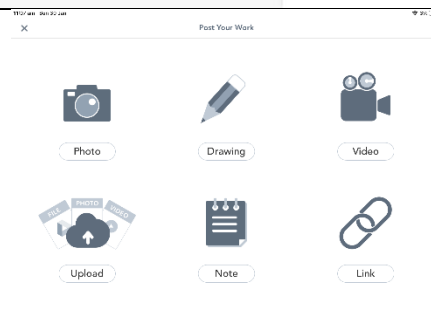 Post Your Work
Photo
Drawing
Video
FILE
PHOTO
VIDEO
Upload
Note
Link